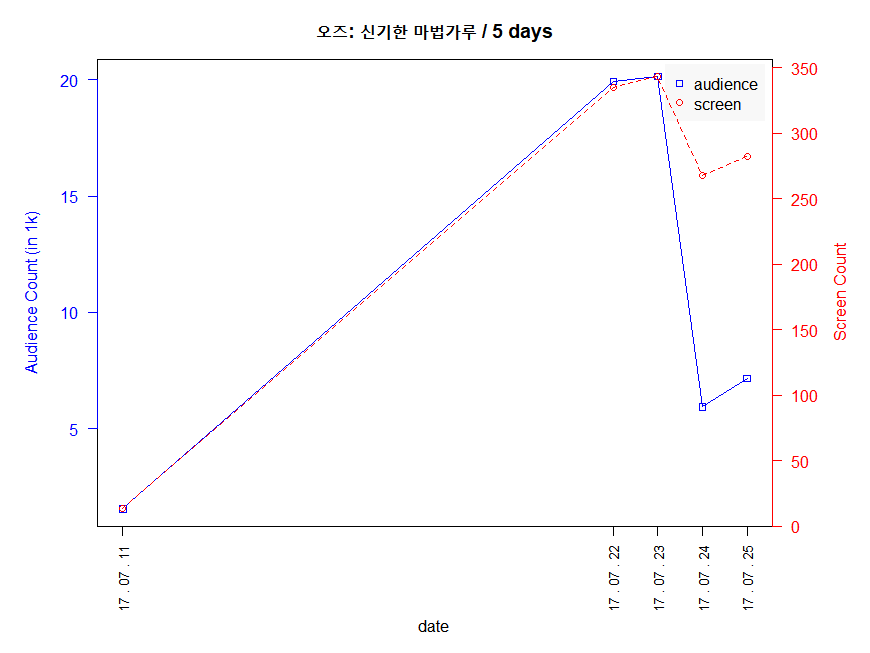 오즈: 신기한 마법가루 / 5 days
audience
screen
Audience Count (in 1k)
20
15
10
5
350
300
250
200
150
100
50
0
Screen Count
17 . 07 . 11
17 . 07 . 22
17 . 07 . 23
17 . 07 . 24
17 . 07 . 25
date